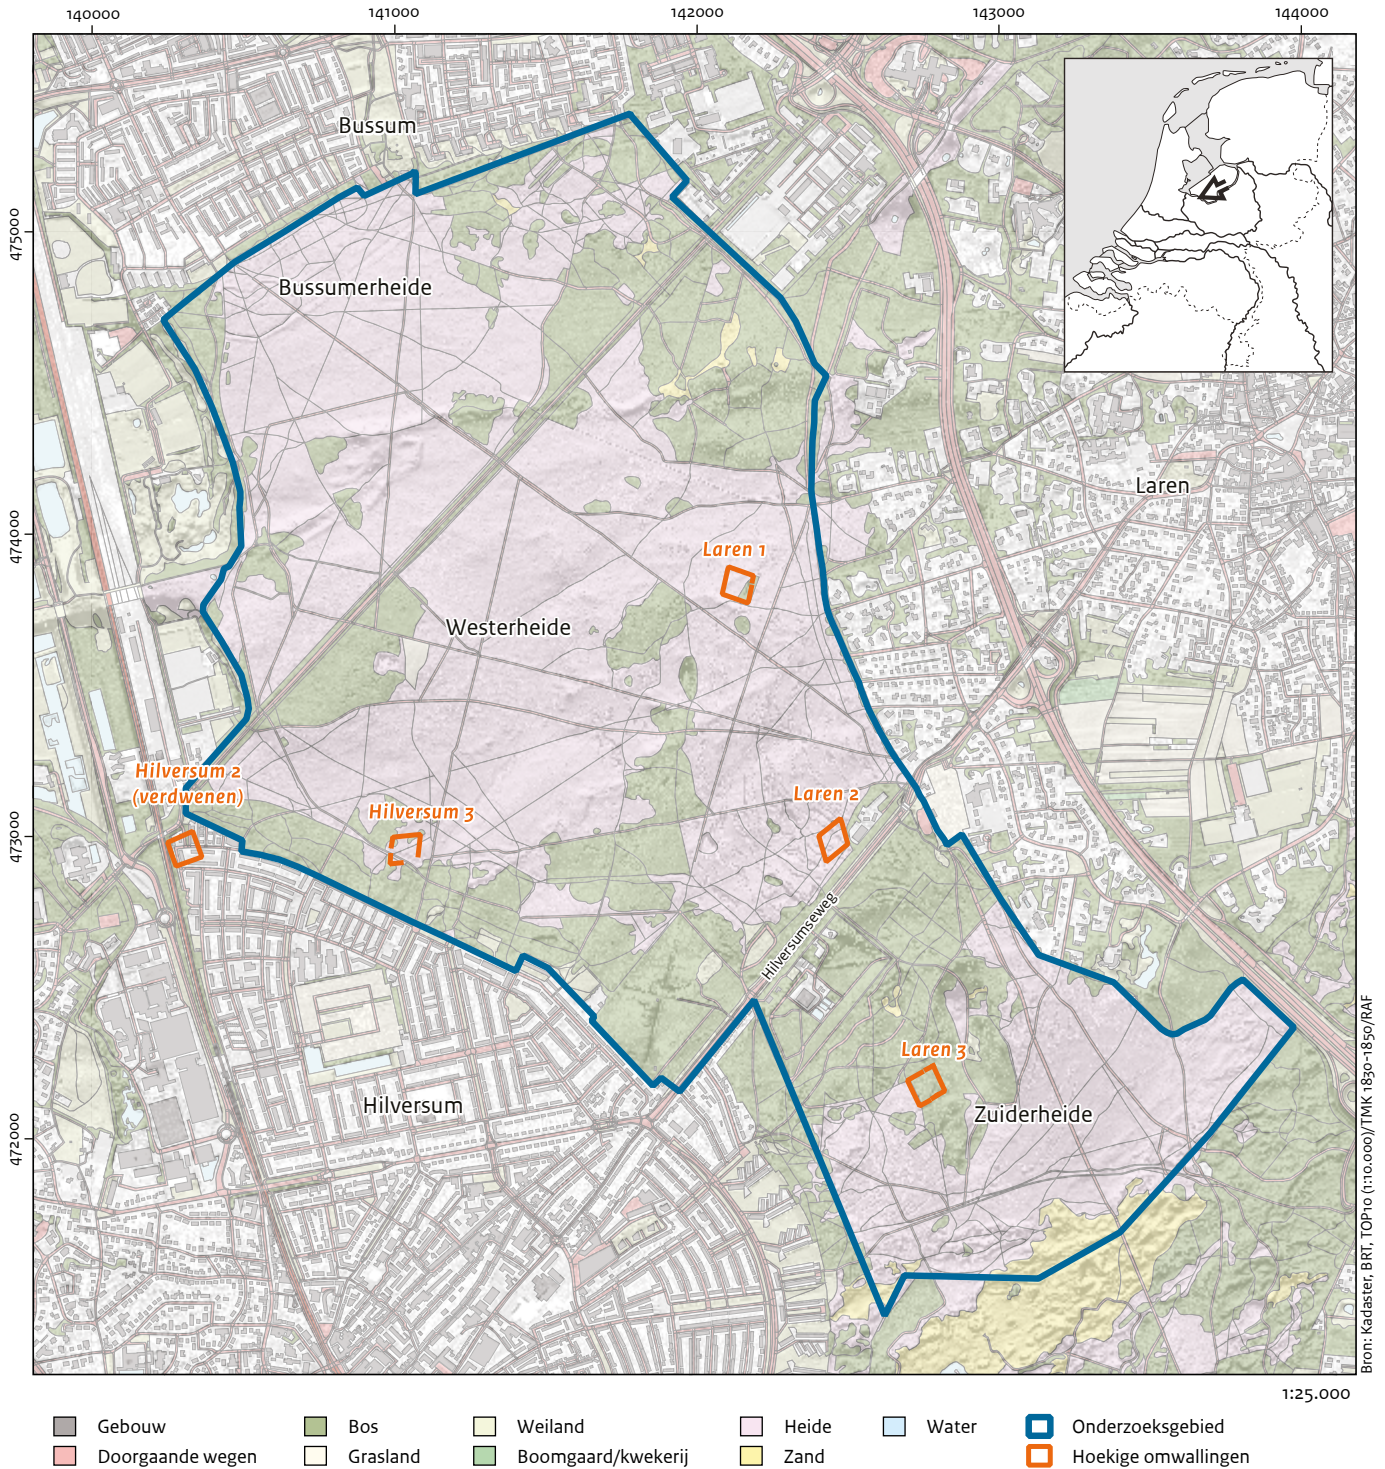 140000 141000 142000 143000 144000
475000
474000
473000
472000
Bussum
Bussumerheide
Laren
Laren 1
Westerheide
Hilversum 2
(verdwenen)
Hilversum 3
Laren 2
Hilversumseweg
Laren 3
Hilversum
Zuiderheide
Bron: Kadaster, BRT, TOP10 (1:10.000)/TMK 1830-1850/RAF
1:25.000
Gebouw Bos Weiland Heide Water Onderzoeksgebied
Doorgaande wegen Grasland Boomgaard/kwekerij Zand Hoekige omwallingen